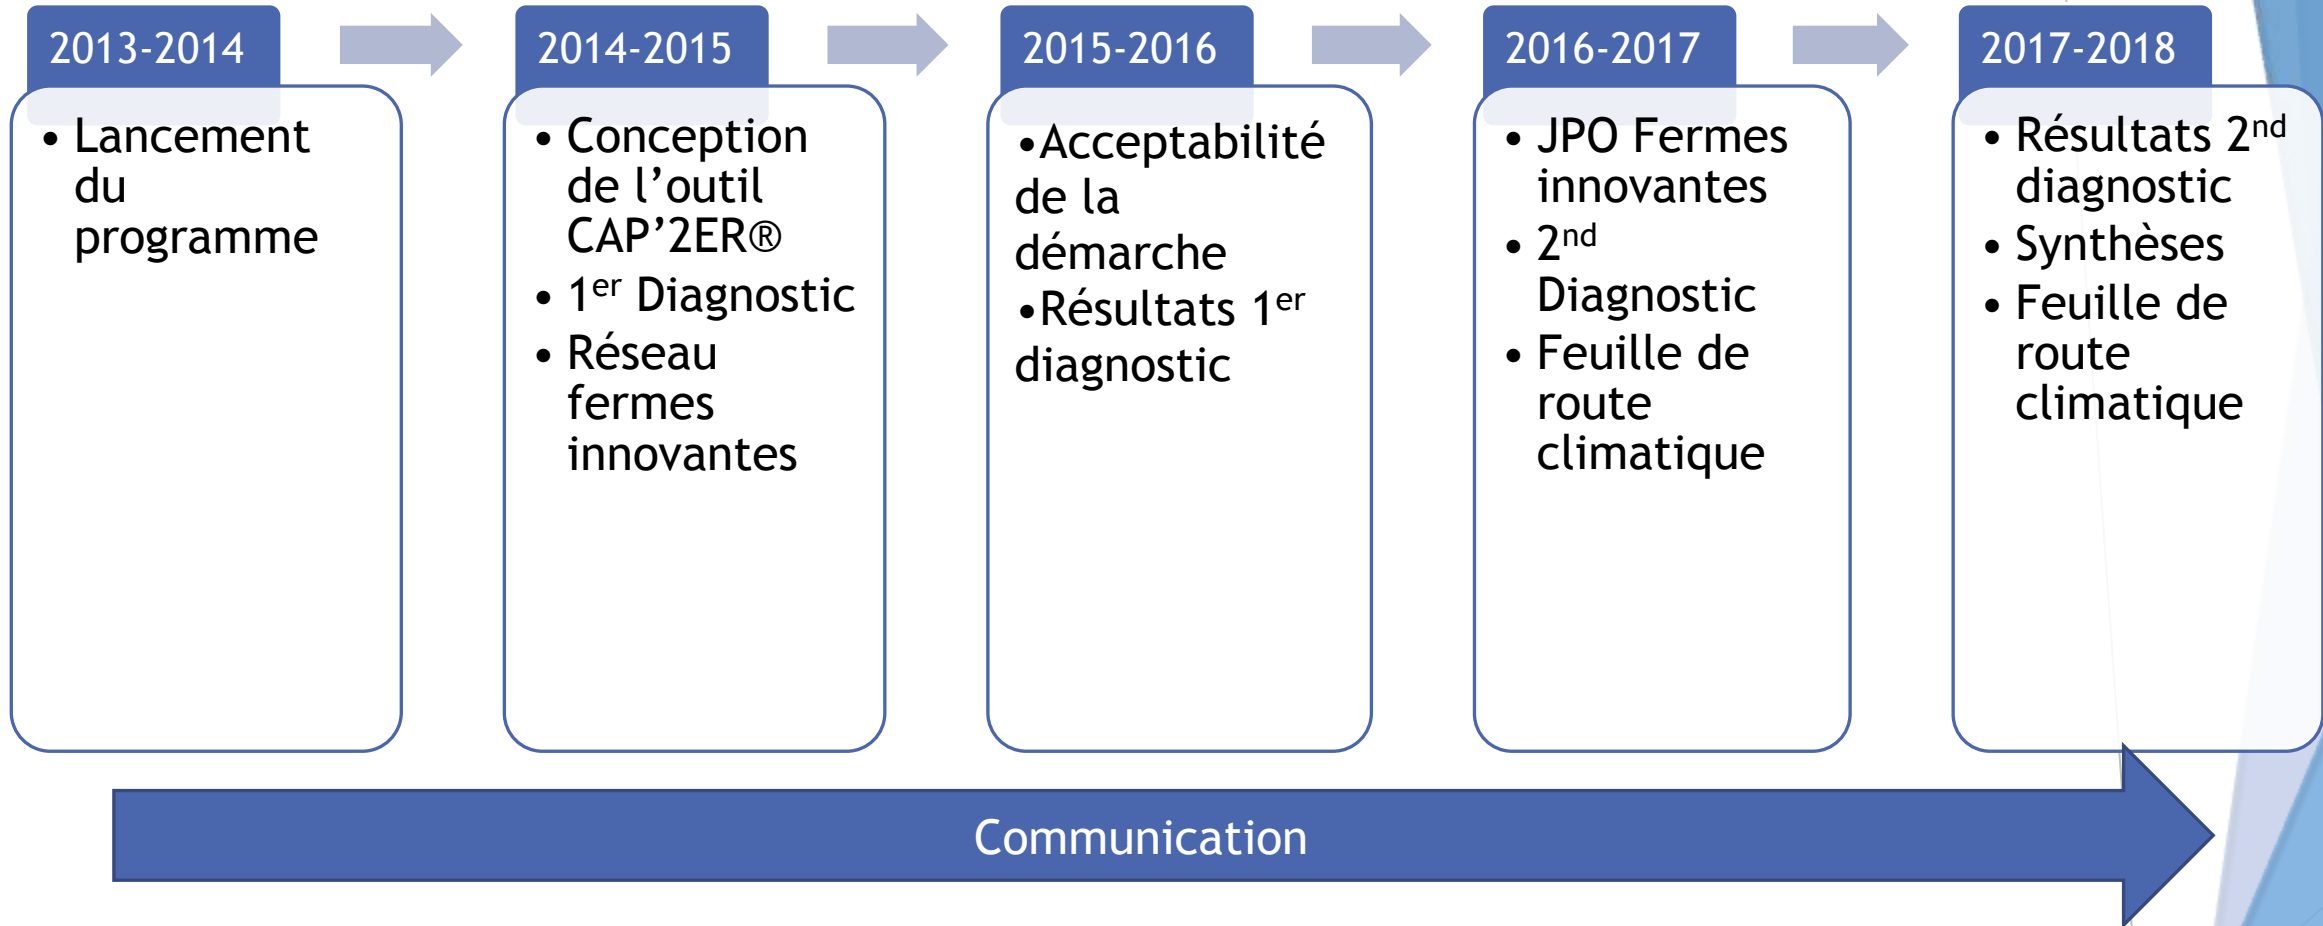 2013-2014
• Lancement
du
programme
2014-2015
• Conception
de l’outil
CAP’2ER®
• 1er Diagnostic
• Réseau
fermes
innovantes
2015-2016
•Acceptabilité
de la
démarche
•Résultats 1er
diagnostic
2016-2017
• JPO Fermes
innovantes
• 2nd
Diagnostic
• Feuille de
route
climatique
2017-2018
• Résultats 2nd
diagnostic
• Synthèses
• Feuille de
route
climatique
Communication